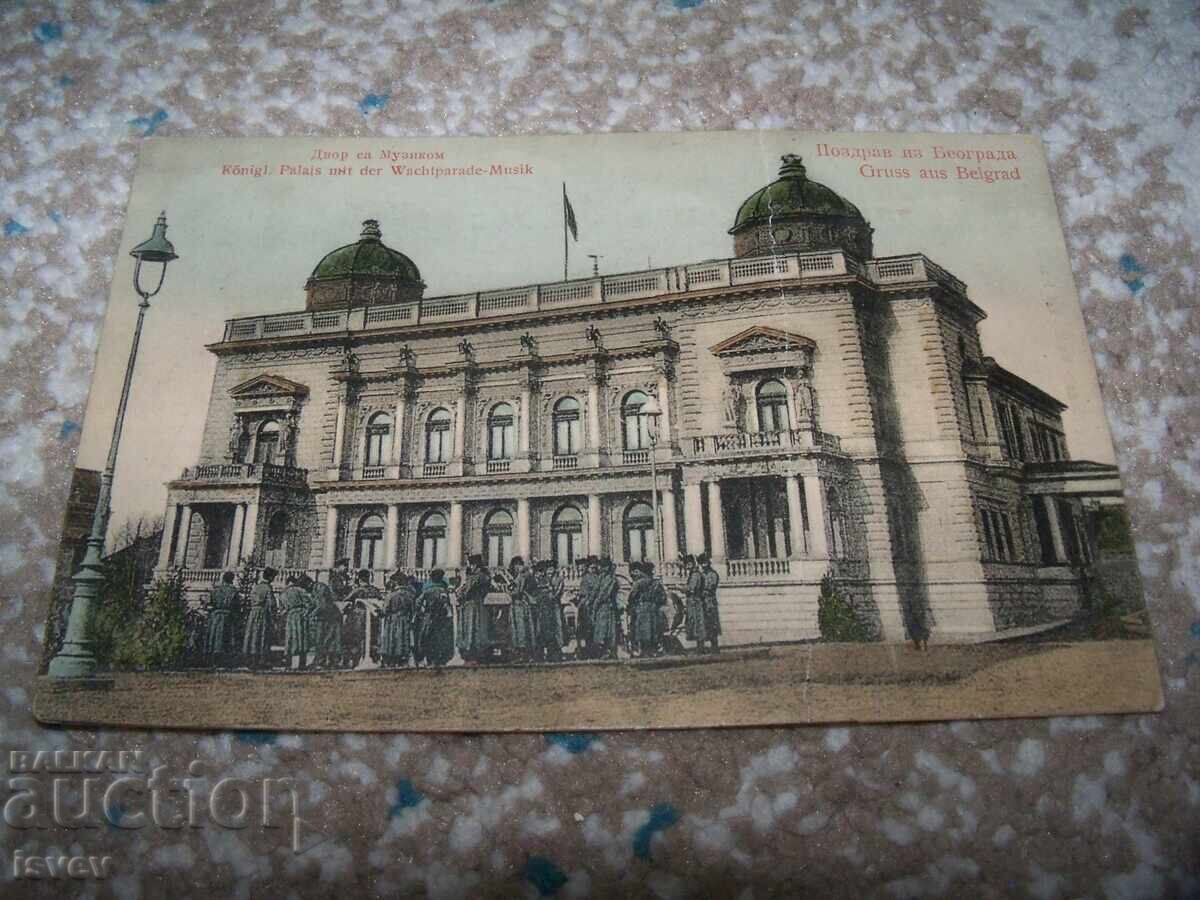 Двор са Музиком
Königl. Palais mit der Wachtparade-Musik
Поздрав из Београда
Gruss aus Belgrad
BALKAN
auction
isvev